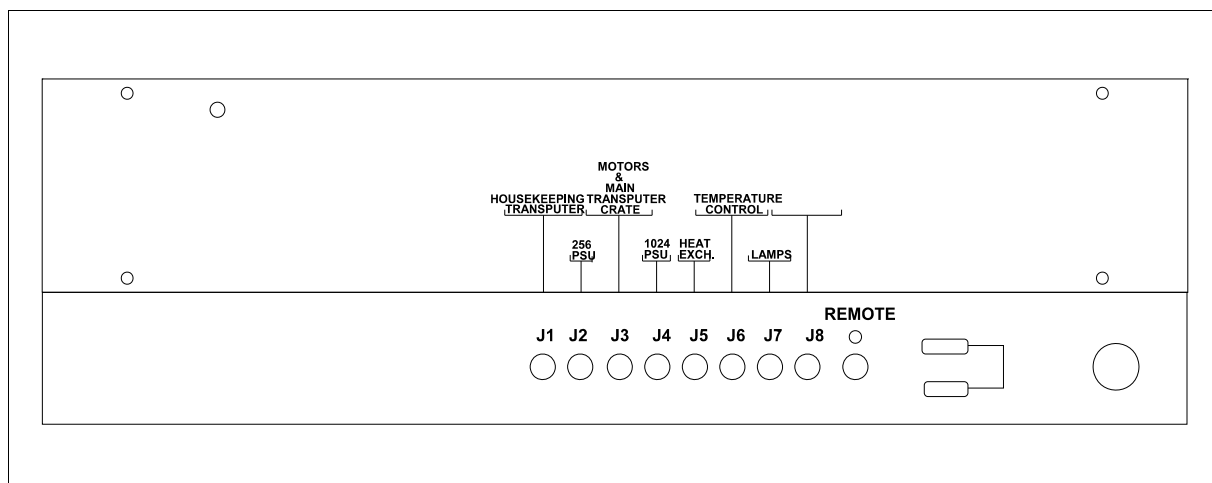 MOTORS
&
MAIN
HOUSEKEEPING TRANSPUTER TEMPERATURE
TRANSPUTER CRATE CONTROL
256 1024 HEAT
PSU PSU EXCH. LAMPS
REMOTE
J1 J2 J3 J4 J5 J6 J7 J8